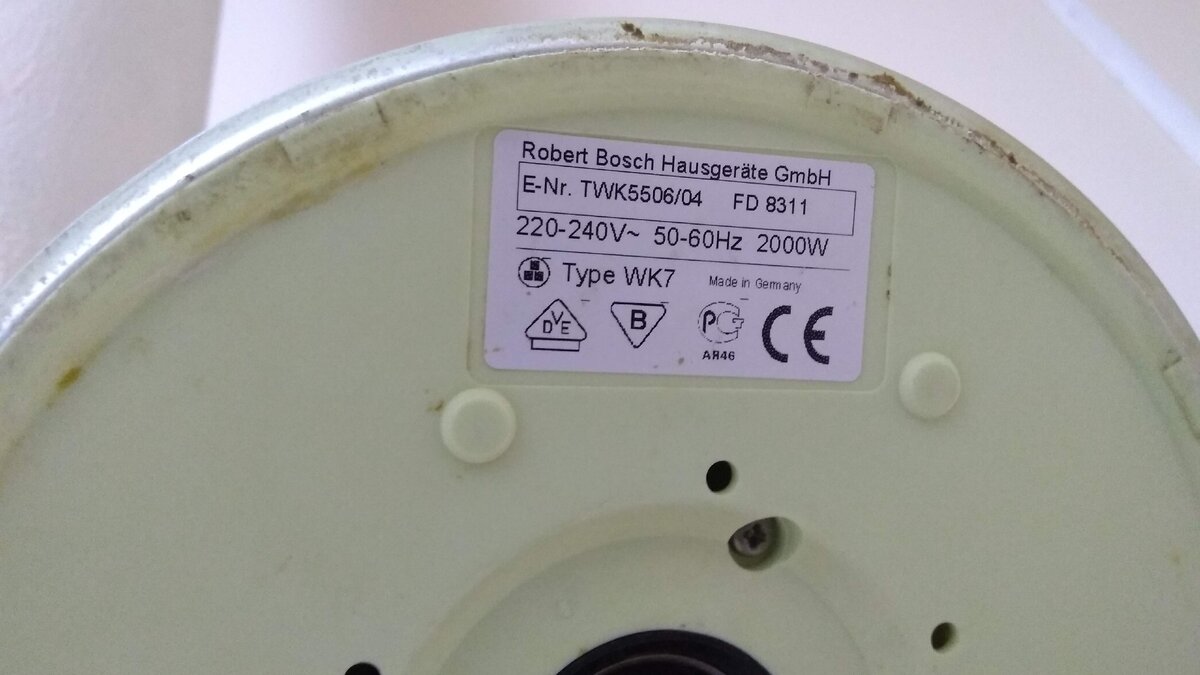 Robert Bosch Hausgeräte GmbH
E-Nr. TWK5506/04 FD 8311
220-240V~ 50-60Hz 2000W
Type WK7 Made in Germany
DVE B PG CE
АЯ46